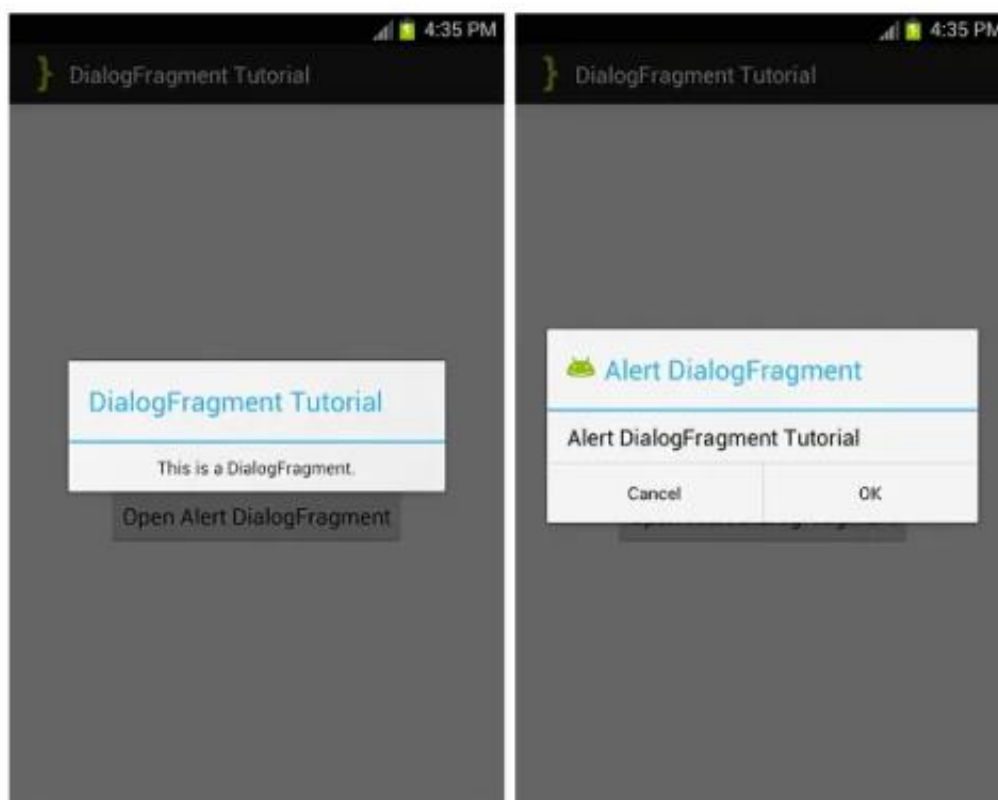 4:35 PM
} DialogFragment Tutorial
DialogFragment Tutorial
This is a DialogFragment.
Open Alert DialogFragment
4:35 PM
} DialogFragment Tutorial
Alert DialogFragment
Alert DialogFragment Tutorial
Cancel OK